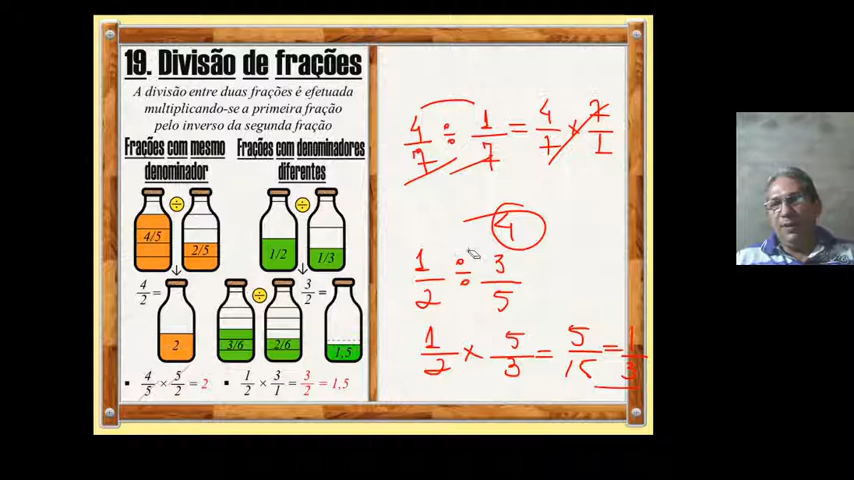 19. Divisão de frações
A divisão entre duas frações é efetuada
multiplicando-se a primeira fração
pelo inverso da segunda fração
Frações com mesmo
denominador
Frações com denominadores
diferentes
÷ ÷
4/5 2/5 1/2 1/3
4/2 = ÷ 3/2 =
2 3/6 2/6 1,5
▪ 4/5 × 5/2 = 2 ▪ 1/2 × 3/1 = 3/2 = 1,5
4/7 ÷ 1/7 = 4/7 × 7/1
4
1/2 ÷ 3/5
1/2 × 5/3 = 5/15 = 1/3